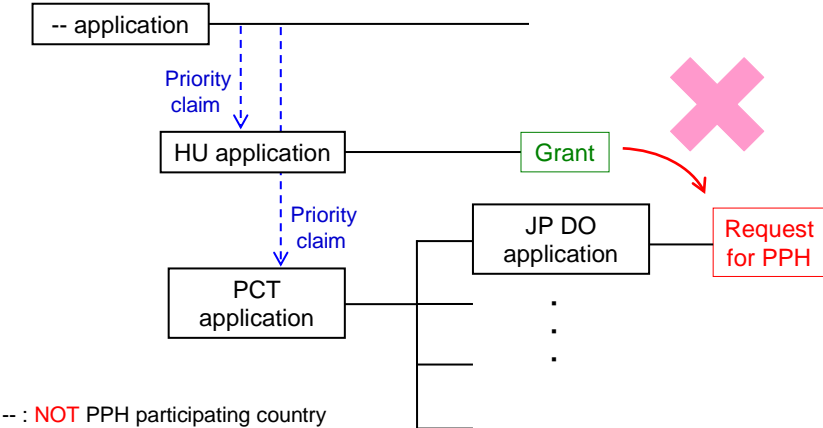 -- application
Priority
claim
HU application
Grant
Priority
claim
JP DO
application
Request
for PPH
PCT
application
-- : NOT PPH participating country